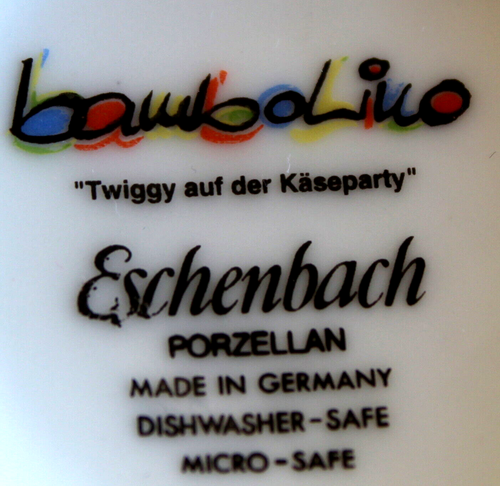 bamboLino
"Twiggy auf der Käseparty"
Eschenbach
PORZELLAN
MADE IN GERMANY
DISHWASHER-SAFE
MICRO-SAFE